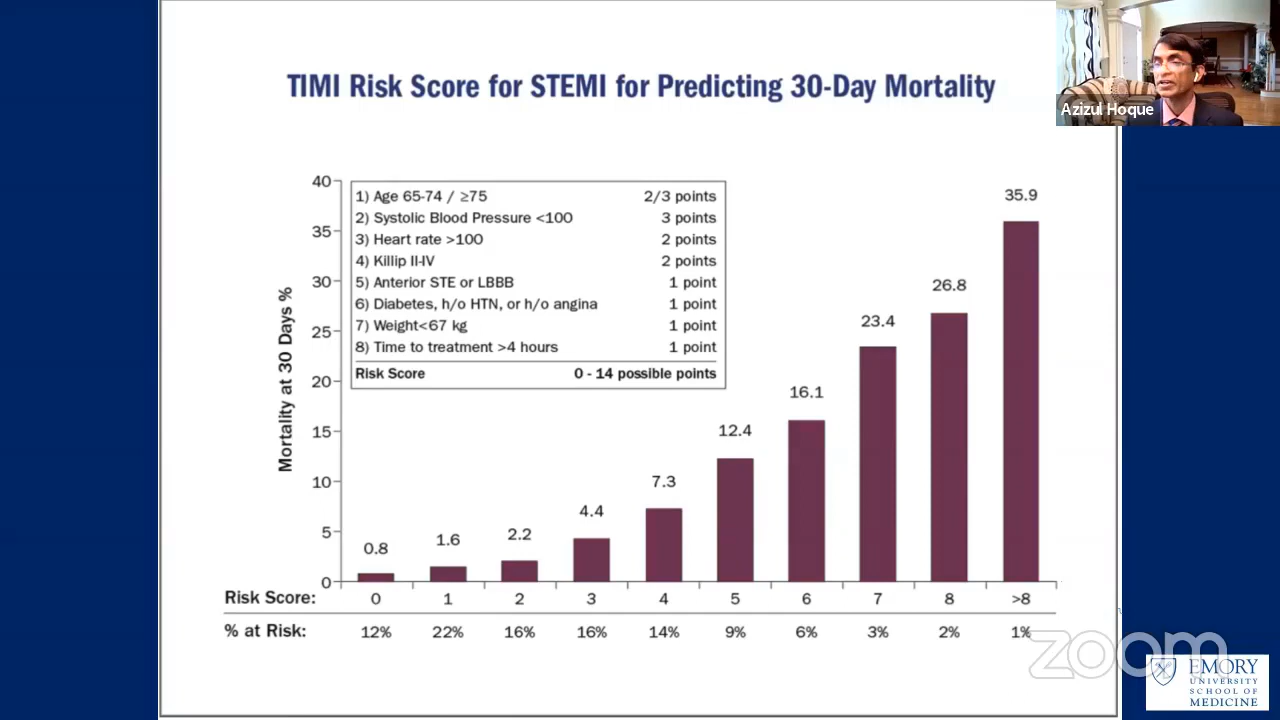 TIMI Risk Score for STEMI for Predicting 30-Day Mortality
Azizul Hoque
Mortality at 30 Days %
40
35
30
25
20
15
10
5
0
1) Age 65-74 / ≥75 2/3 points
2) Systolic Blood Pressure <100 3 points
3) Heart rate >100 2 points
4) Killip II-IV 2 points
5) Anterior STE or LBBB 1 point
6) Diabetes, h/o HTN, or h/o angina 1 point
7) Weight<67 kg 1 point
8) Time to treatment >4 hours 1 point
Risk Score 0 - 14 possible points
0.8 1.6 2.2 4.4 7.3 12.4 16.1 23.4 26.8 35.9
Risk Score: 0 1 2 3 4 5 6 7 8 >8
% at Risk: 12% 22% 16% 16% 14% 9% 6% 3% 2% 1%
zoom
EMORY
UNIVERSITY
SCHOOL OF
MEDICINE